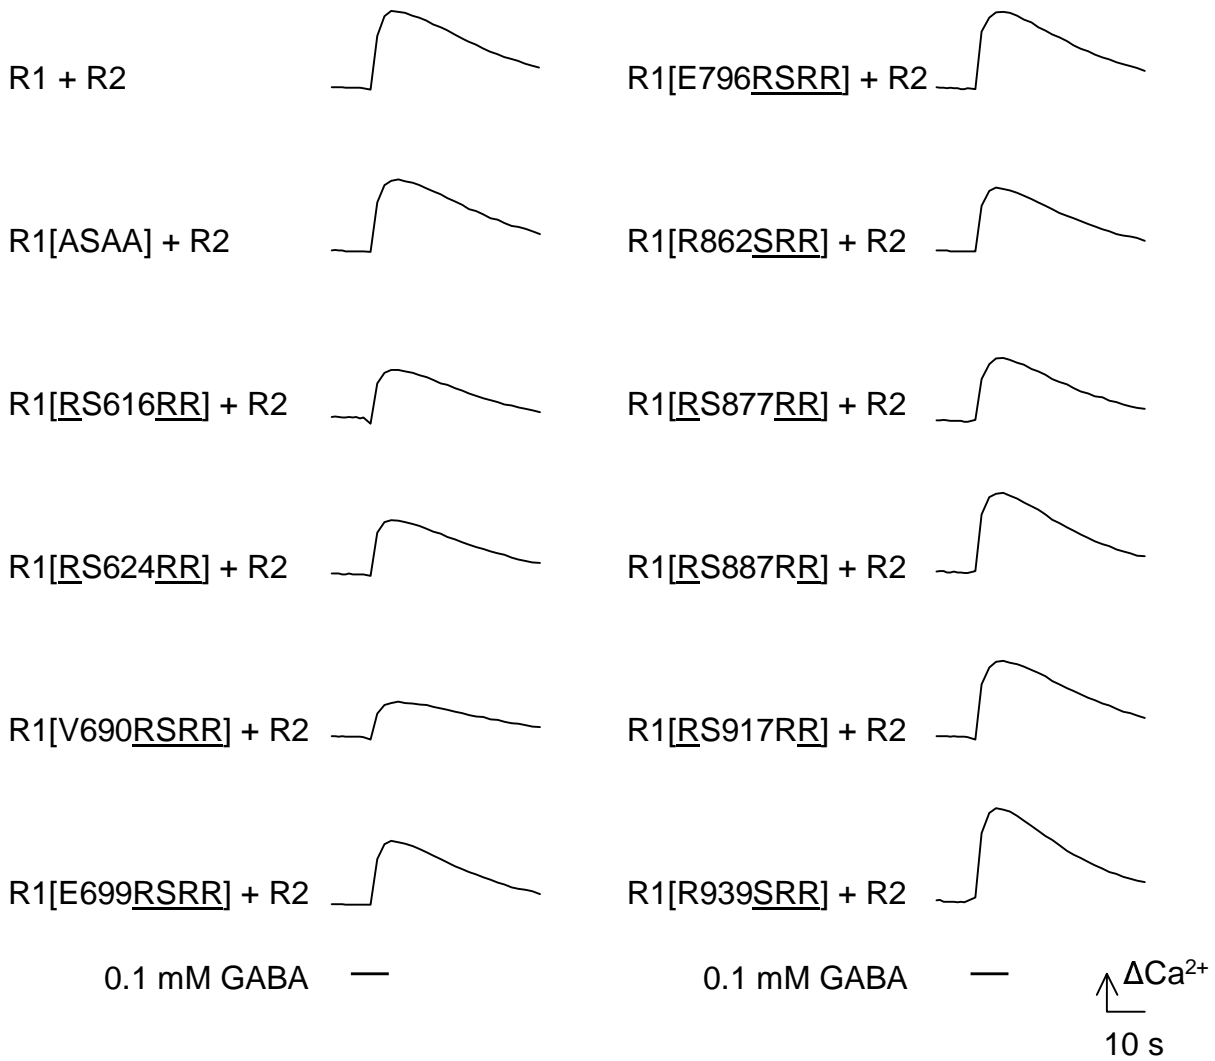 R1 + R2
R1[E796RSRR] + R2
R1[ASAA] + R2
R1[R862SRR] + R2
R1[RS616RR] + R2
R1[RS877RR] + R2
R1[RS624RR] + R2
R1[RS887RR] + R2
R1[V690RSRR] + R2
R1[RS917RR] + R2
R1[E699RSRR] + R2
R1[R939SRR] + R2
0.1 mM GABA
0.1 mM GABA
ΔCa²⁺
10 s